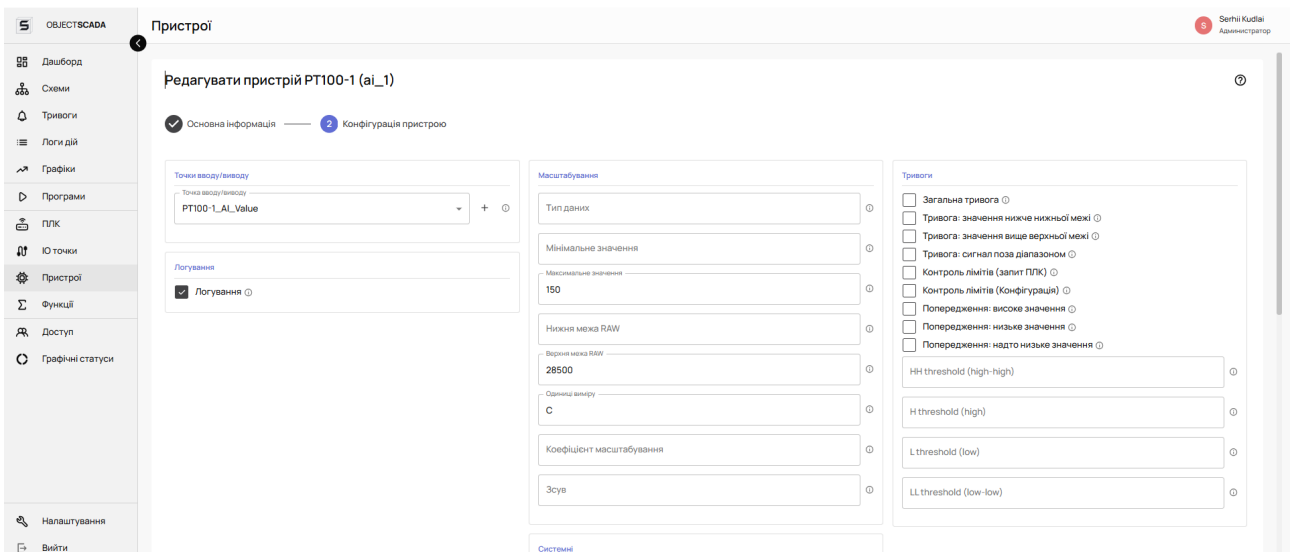 OBJECTSCADA
Дашборд
Схеми
Тривоги
Логи дій
Графіки
Програми
ПЛК
IO точки
Пристрої
Функції
Доступ
Графічні статуси
Налаштування
Вийти
Пристрої
S
Serhii Kudlai
Администратор
Редагувати пристрій PT100-1 (ai_1)
Основна інформація
2 Конфігурація пристрою
Точки вводу/виводу
Точка вводу/виводу
PT100-1_AI_Value
Логування
Логування
Масштабування
Тип даних
Мінімальне значення
Максимальне значення
150
Нижня межа RAW
Верхня межа RAW
28500
Одиниці виміру
C
Коефіцієнт масштабування
Зсув
Системні
Тривоги
Загальна тривога
Тривога: значення нижче нижньої межі
Тривога: значення вище верхньої межі
Тривога: сигнал поза діапазоном
Контроль лімітів (запит ПЛК)
Контроль лімітів (Конфігурація)
Попередження: високе значення
Попередження: низьке значення
Попередження: надто низьке значення
HH threshold (high-high)
H threshold (high)
L threshold (low)
LL threshold (low-low)